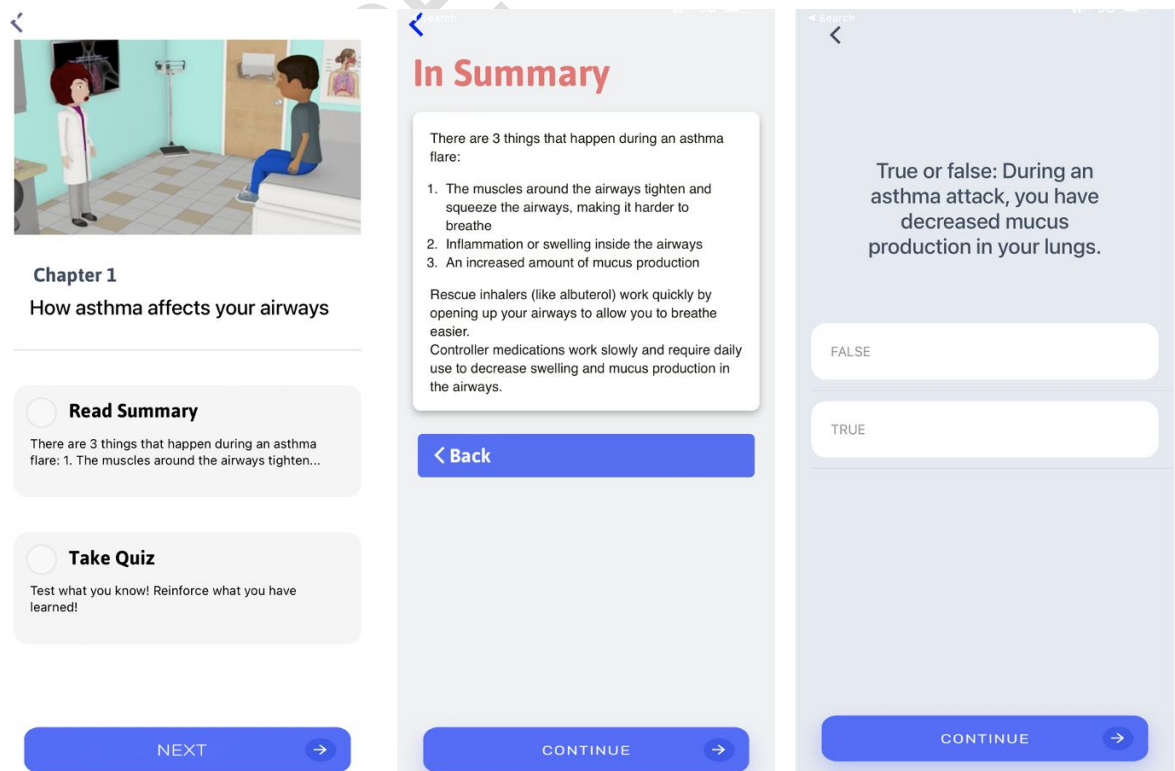 Chapter 1
How asthma affects your airways
Read Summary
There are 3 things that happen during an asthma
flare: 1. The muscles around the airways tighten...
Take Quiz
Test what you know! Reinforce what you have
learned!
NEXT
Search
In Summary
There are 3 things that happen during an asthma
flare:
1. The muscles around the airways tighten and
squeeze the airways, making it harder to
breathe
2. Inflammation or swelling inside the airways
3. An increased amount of mucus production
Rescue inhalers (like albuterol) work quickly by
opening up your airways to allow you to breathe
easier.
Controller medications work slowly and require daily
use to decrease swelling and mucus production in
the airways.
Back
CONTINUE
Search
True or false: During an
asthma attack, you have
decreased mucus
production in your lungs.
FALSE
TRUE
CONTINUE